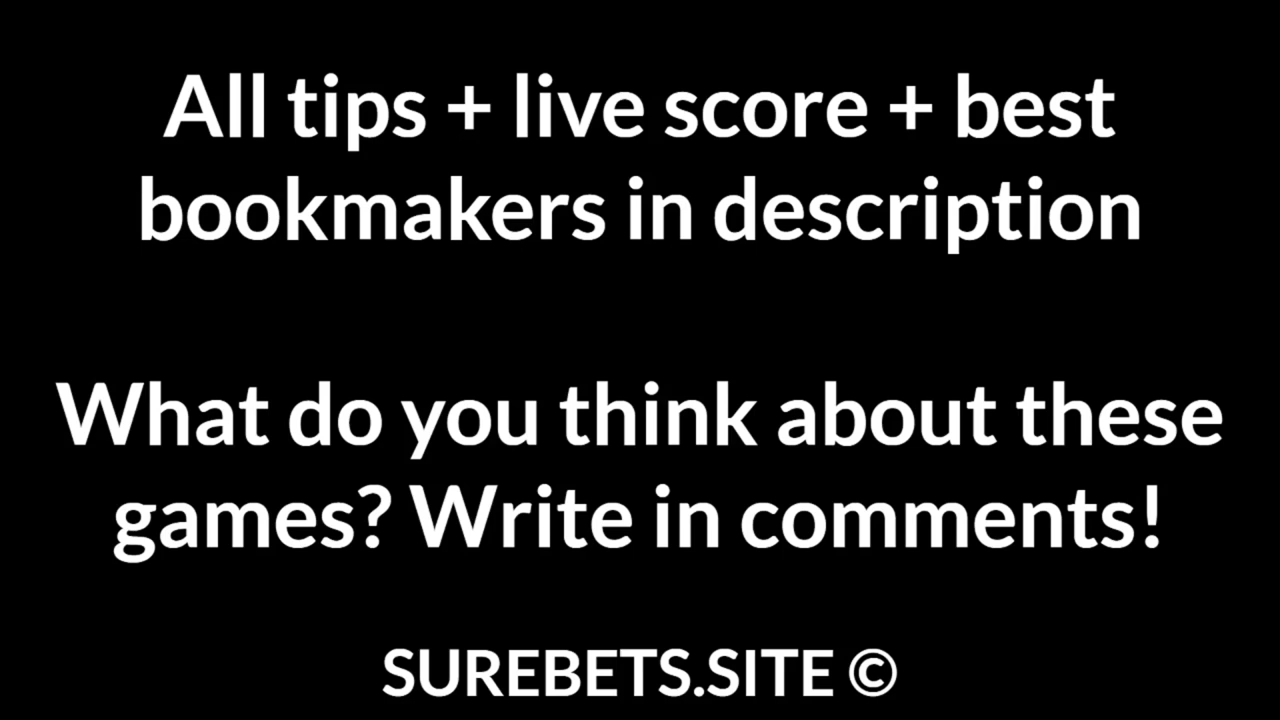 All tips + live score + best
bookmakers in description
What do you think about these
games? Write in comments!
SUREBETS.SITE ©